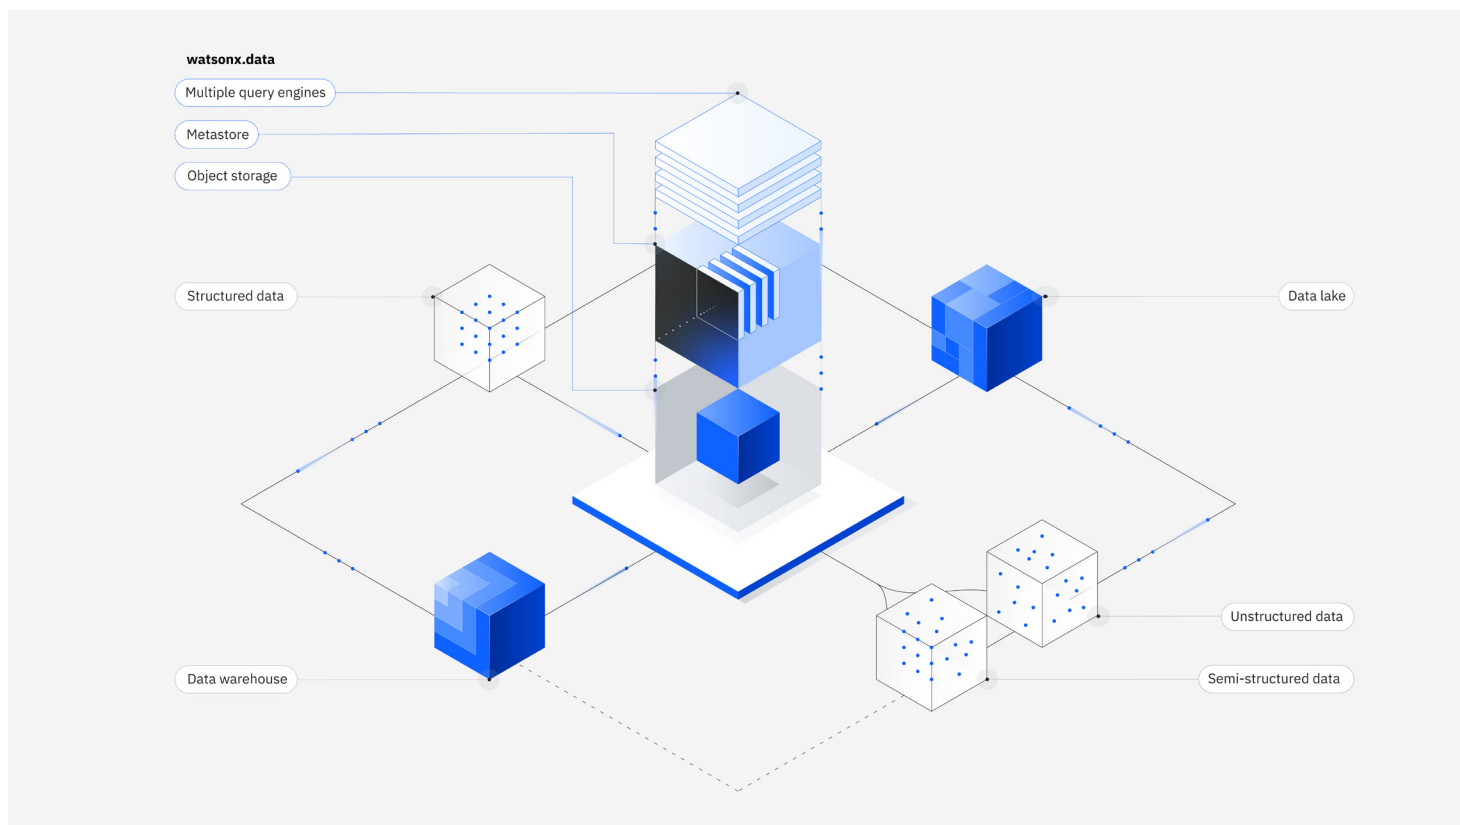 watsonx.data
Multiple query engines
Metastore
Object storage
Structured data
Data lake
Unstructured data
Data warehouse
Semi-structured data